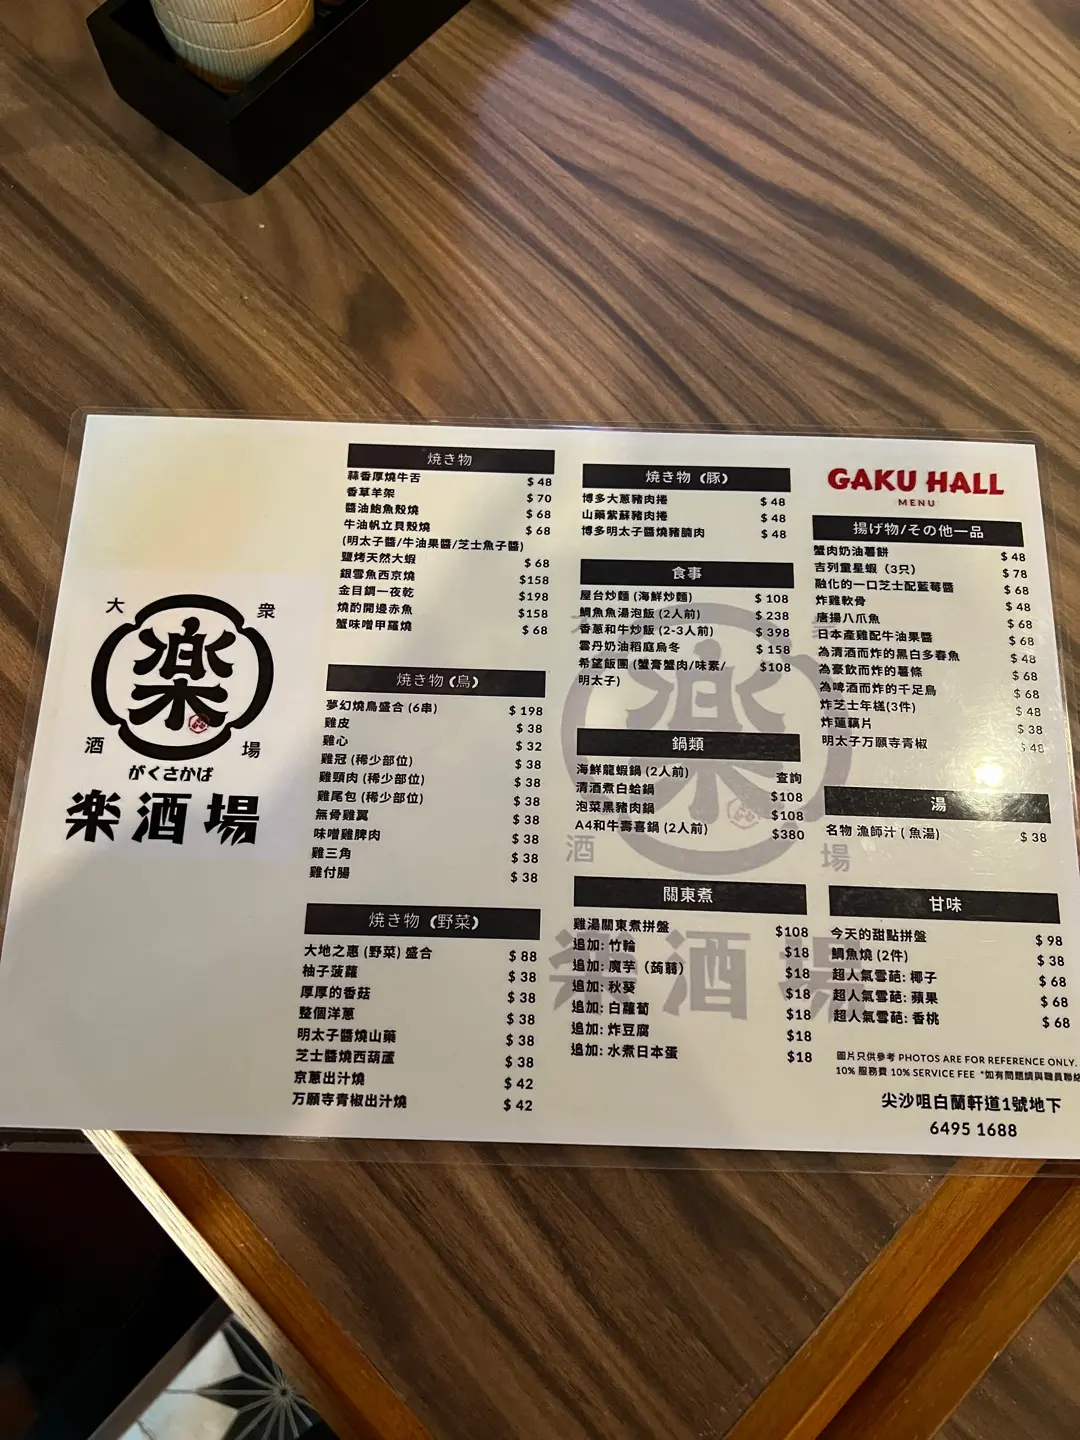 大 衆
楽
酒 場
がくさかば
楽酒場
焼き物
蒜香厚燒牛舌 $ 48
香草羊架 $ 70
醬油鮑魚殼燒 $ 68
牛油帆立貝殼燒 $ 68
(明太子醬/牛油果醬/芝士魚子醬)
鹽烤天然大蝦 $ 68
銀雪魚西京燒 $158
金目鯛一夜乾 $198
燒酌開邊赤魚 $158
蟹味噌甲羅燒 $ 68
焼き物 (鳥)
夢幻燒鳥盛合 (6串) $ 198
雞皮 $ 38
雞心 $ 32
雞冠 (稀少部位) $ 38
雞頸肉 (稀少部位) $ 38
雞尾包 (稀少部位) $ 38
無骨雞翼 $ 38
味噌雞脾肉 $ 38
雞三角 $ 38
雞付腸 $ 38
焼き物 (野菜)
大地之惠 (野菜) 盛合 $ 88
柚子菠蘿 $ 38
厚厚的香菇 $ 38
整個洋蔥 $ 38
明太子醬燒山藥 $ 38
芝士醬燒西葫蘆 $ 38
京蔥出汁燒 $ 42
万願寺青椒出汁燒 $ 42
焼き物 (豚)
博多大蔥豬肉捲 $ 48
山藥紫蘇豬肉捲 $ 48
博多明太子醬燒豬腩肉 $ 48
食事
屋台炒麵 (海鮮炒麵) $ 108
鯛魚魚湯泡飯 (2人前) $ 238
香蔥和牛炒飯 (2-3人前) $ 398
雲丹奶油稻庭烏冬 $ 158
希望飯團 (蟹膏蟹肉/味素/ $108
明太子)
鍋類
海鮮龍蝦鍋 (2人前) 查詢
清酒煮白蛤鍋 $108
泡菜黑豬肉鍋 $108
A4和牛壽喜鍋 (2人前) $380
關東煮
雞湯關東煮拼盤 $108
追加: 竹輪 $18
追加: 魔芋 (蒟蒻) $18
追加: 秋葵 $18
追加: 白蘿蔔 $18
追加: 炸豆腐 $18
追加: 水煮日本蛋 $18
GAKU HALL
MENU
揚げ物/その他一品
蟹肉奶油薯餅 $ 48
吉列童星蝦 (3只) $ 78
融化的一口芝士配藍莓醬 $ 68
炸雞軟骨 $ 48
唐揚八爪魚 $ 68
日本產雞配牛油果醬 $ 68
為清酒而炸的黑白多春魚 $ 48
為豪飲而炸的薯條 $ 68
為啤酒而炸的千足烏 $ 68
炸芝士年糕(3件) $ 48
炸蓮藕片 $ 38
明太子万願寺青椒 $ 48
湯
名物 漁師汁 ( 魚湯) $ 38
甘味
今天的甜點拼盤 $ 98
鯛魚燒 (2件) $ 38
超人氣雪葩: 椰子 $ 68
超人氣雪葩: 蘋果 $ 68
超人氣雪葩: 香桃 $ 68
圖片只供參考 PHOTOS ARE FOR REFERENCE ONLY.
10% 服務費 10% SERVICE FEE *如有問題請與職員聯絡
尖沙咀白蘭軒道1號地下
6495 1688
楽
酒 場
楽酒場